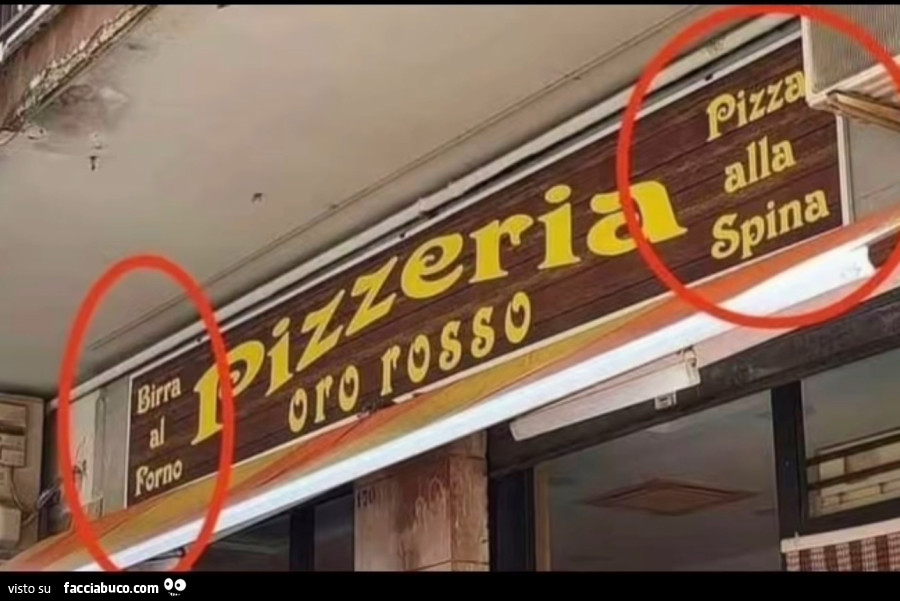 Birra
al
Forno
Pizzeria
oro rosso
Pizza
alla
Spina
visto su facciabuco.com